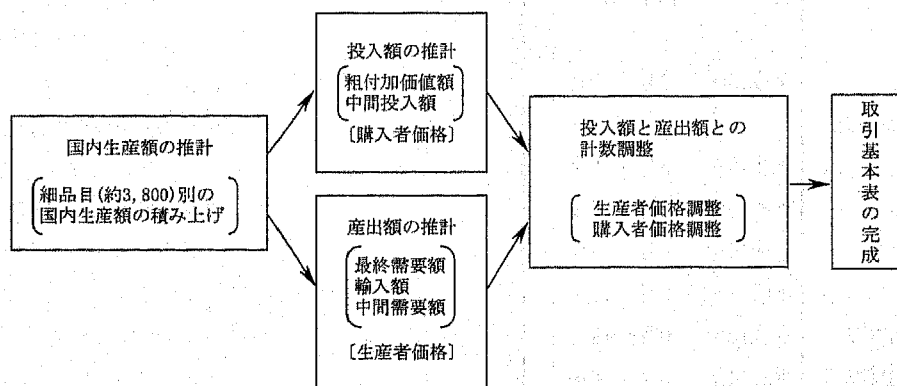 国内生産額の推計
細品目(約3,800)別の
国内生産額の積み上げ
投入額の推計
粗付加価値額
中間投入額
〔購入者価格〕
産出額の推計
最終需要額
輸入額
中間需要額
〔生産者価格〕
投入額と産出額との
計数調整
生産者価格調整
購入者価格調整
取引基本表の完成